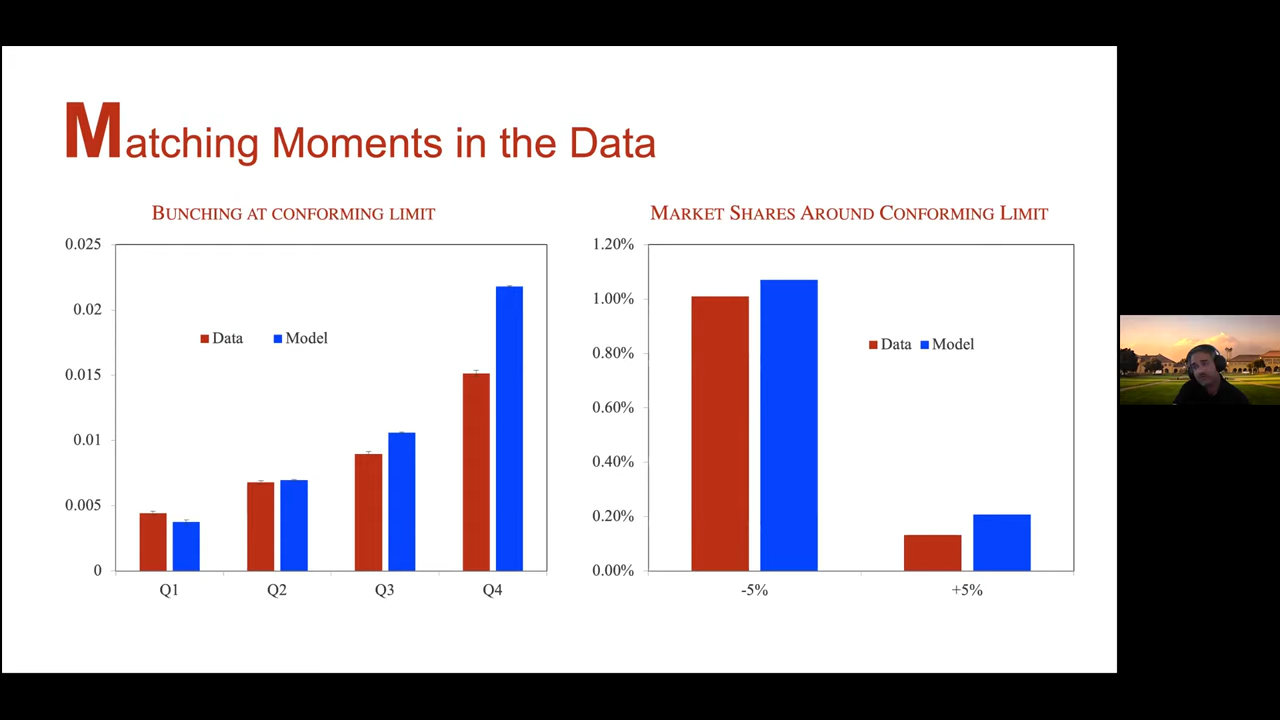 Matching Moments in the Data
BUNCHING AT CONFORMING LIMIT
0.025
0.02
0.015
0.01
0.005
0
Data Model
Q1 Q2 Q3 Q4
MARKET SHARES AROUND CONFORMING LIMIT
1.20%
1.00%
0.80%
0.60%
0.40%
0.20%
0.00%
Data Model
-5% +5%